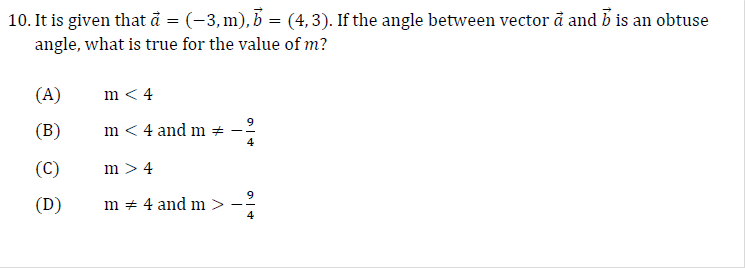 10. It is given that a⃗ = (−3, m), b⃗ = (4, 3). If the angle between vector a⃗ and b⃗ is an obtuse
angle, what is true for the value of m?
(A) m < 4
(B) m < 4 and m ≠ −9/4
(C) m > 4
(D) m ≠ 4 and m > −9/4